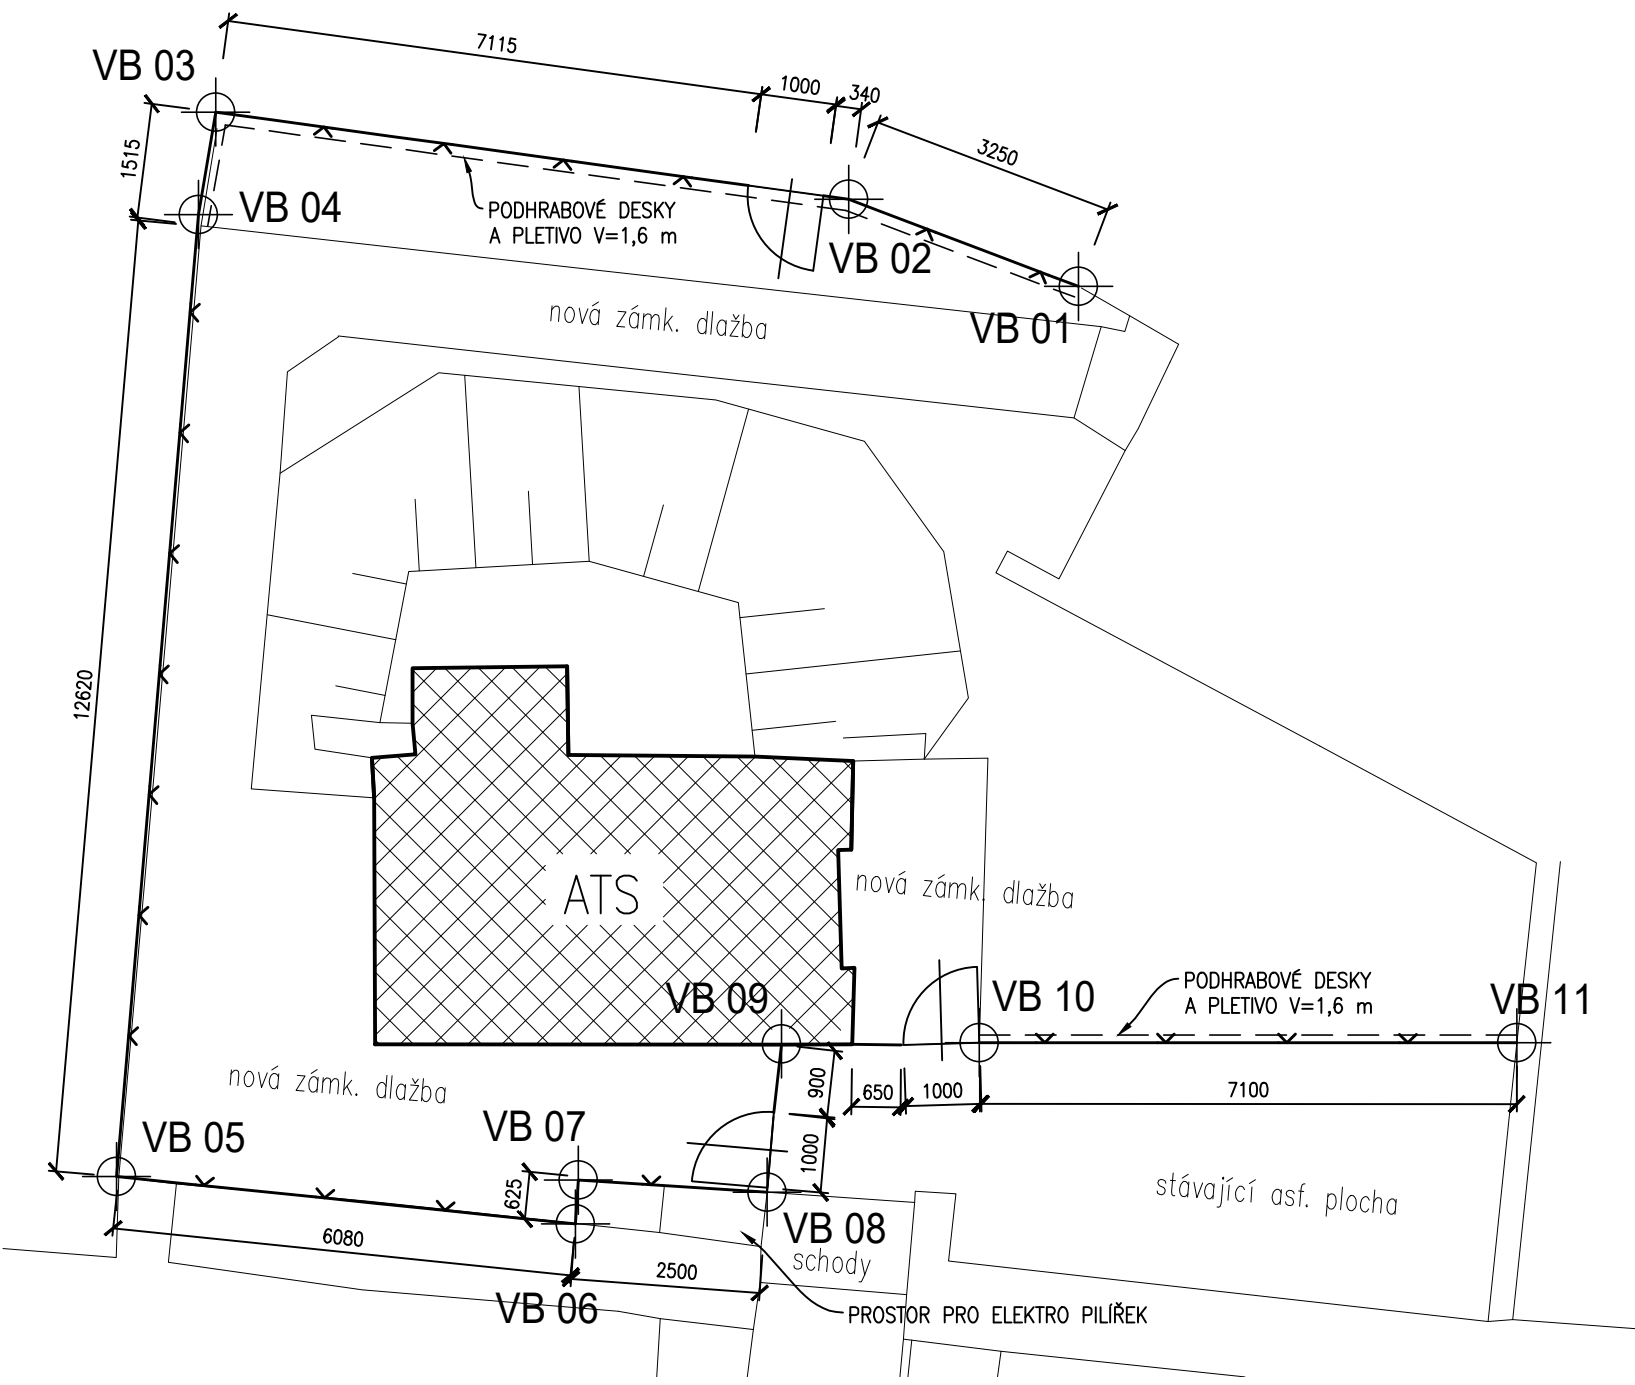 7115
VB 03
1000
340
3250
1515
VB 04
PODHRABOVÉ DESKY
A PLETIVO V=1,6 m
VB 02
VB 01
nová zámk. dlažba
12620
ATS
nová zámk. dlažba
VB 09
VB 10
PODHRABOVÉ DESKY
A PLETIVO V=1,6 m
VB 11
nová zámk. dlažba
900
650
1000
7100
VB 05
VB 07
1000
625
stávající asf. plocha
VB 08
6080
2500
schody
VB 06
PROSTOR PRO ELEKTRO PILÍŘEK